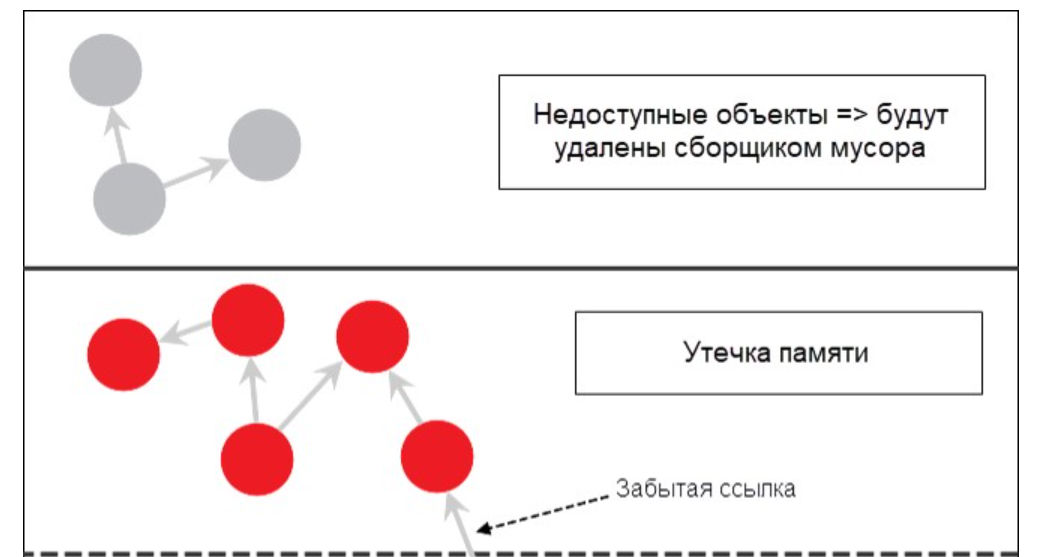 Недоступные объекты => будут
удалены сборщиком мусора
Утечка памяти
Забытая ссылка